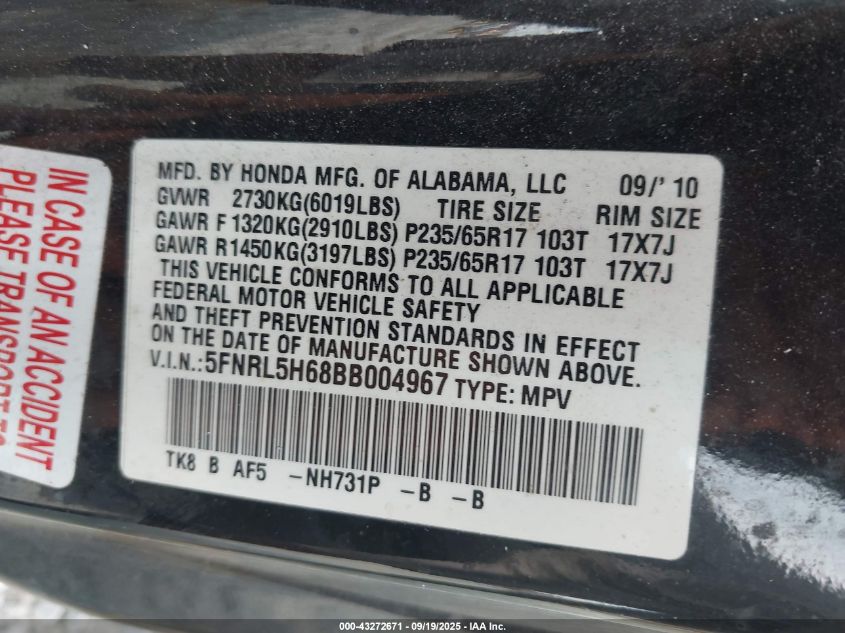 MFD. BY HONDA MFG. OF ALABAMA, LLC 09/'10
GVWR 2730KG(6019LBS) TIRE SIZE RIM SIZE
GAWR F 1320KG(2910LBS) P235/65R17 103T 17X7J
GAWR R1450KG(3197LBS) P235/65R17 103T 17X7J
THIS VEHICLE CONFORMS TO ALL APPLICABLE
FEDERAL MOTOR VEHICLE SAFETY
AND THEFT PREVENTION STANDARDS IN EFFECT
ON THE DATE OF MANUFACTURE SHOWN ABOVE.
V.I.N.:5FNRL5H68BB004967 TYPE: MPV
TK8 B AF5 -NH731P -B -B
IN CASE OF AN ACCIDENT
PLEASE TRANSPORT TO
000-43272671 - 09/19/2025 - IAA Inc.